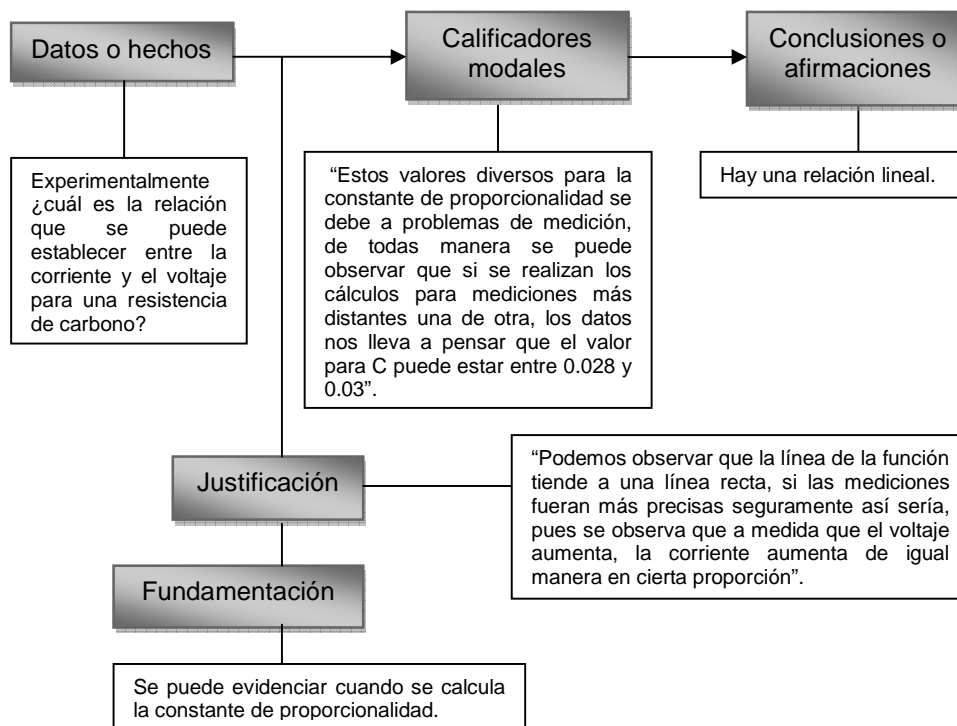 Datos o hechos
Calificadores
modales
Conclusiones o
afirmaciones
Experimentalmente
¿cuál es la relación
que se puede
establecer entre la
corriente y el voltaje
para una resistencia
de carbono?
“Estos valores diversos para la
constante de proporcionalidad se
debe a problemas de medición,
de todas manera se puede
observar que si se realizan los
cálculos para mediciones más
distantes una de otra, los datos
nos lleva a pensar que el valor
para C puede estar entre 0.028 y
0.03”.
Hay una relación lineal.
Justificación
“Podemos observar que la línea de la función
tiende a una línea recta, si las mediciones
fueran más precisas seguramente así sería,
pues se observa que a medida que el voltaje
aumenta, la corriente aumenta de igual
manera en cierta proporción”.
Fundamentación
Se puede evidenciar cuando se calcula
la constante de proporcionalidad.